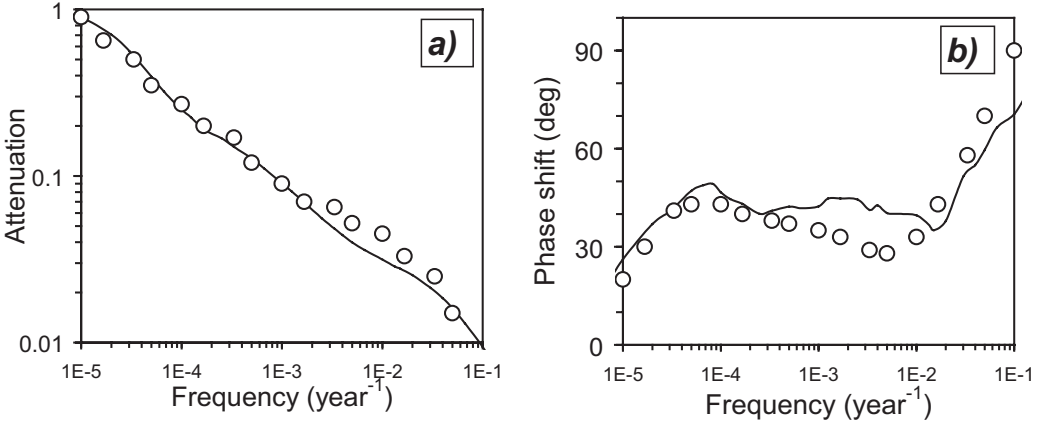 1
0.1
0.01
Attenuation
a)
1E-5 1E-4 1E-3 1E-2 1E-1
Frequency (year-1)
90
60
30
0
Phase shift (deg)
b)
1E-5 1E-4 1E-3 1E-2 1E-1
Frequency (year-1)